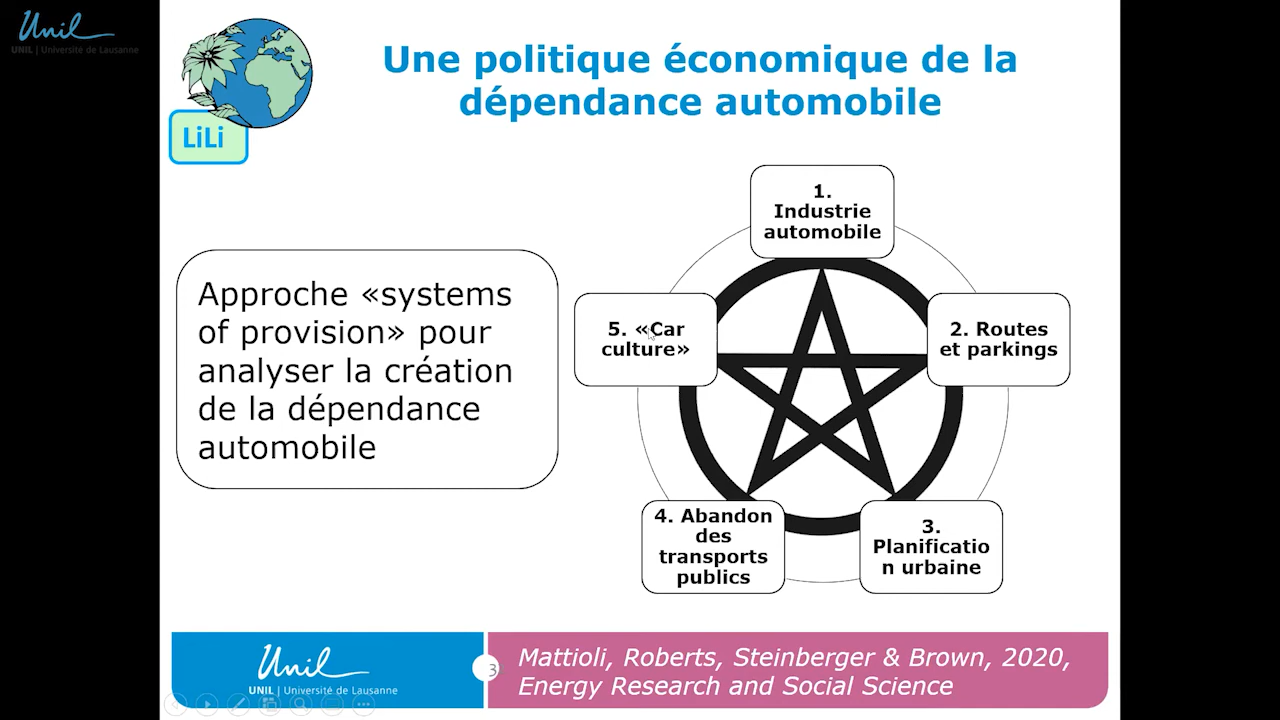 Unil
UNIL | Université de Lausanne
LiLi
Une politique économique de la
dépendance automobile
Approche «systems
of provision» pour
analyser la création
de la dépendance
automobile
1.
Industrie
automobile
2. Routes
et parkings
3.
Planificatio
n urbaine
4. Abandon
des
transports
publics
5. «Car
culture»
Unil
UNIL | Université de Lausanne
3
Mattioli, Roberts, Steinberger & Brown, 2020,
Energy Research and Social Science